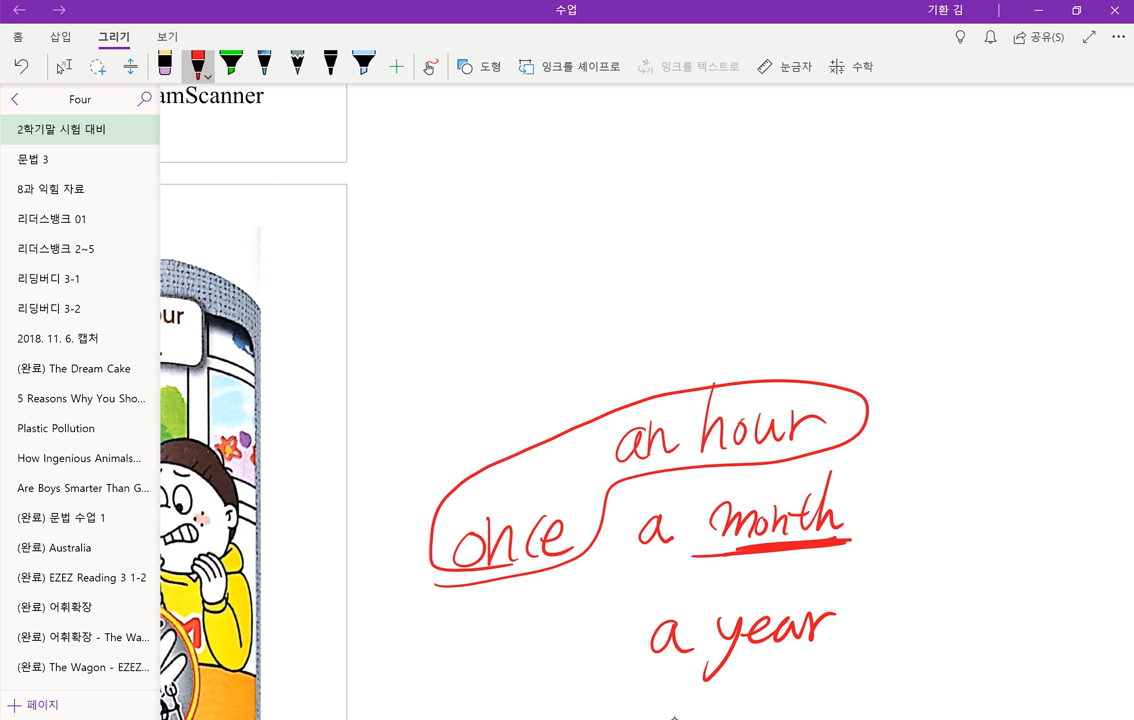 수업
기환 김
홈 삽입 그리기 보기
공유(S)
도형 잉크를 셰이프로 잉크를 텍스트로 눈금자 수학
Four
2학기말 시험 대비
문법 3
8과 익힘 자료
리더스뱅크 01
리더스뱅크 2~5
리딩버디 3-1
리딩버디 3-2
2018. 11. 6. 캡처
(완료) The Dream Cake
5 Reasons Why You Sho...
Plastic Pollution
How Ingenious Animals...
Are Boys Smarter Than G...
(완료) 문법 수업 1
(완료) Australia
(완료) EZEZ Reading 3 1-2
(완료) 어휘확장
(완료) 어휘확장 - The Wa...
(완료) The Wagon - EZEZ...
페이지
amScanner
our
an hour
once a month
a year